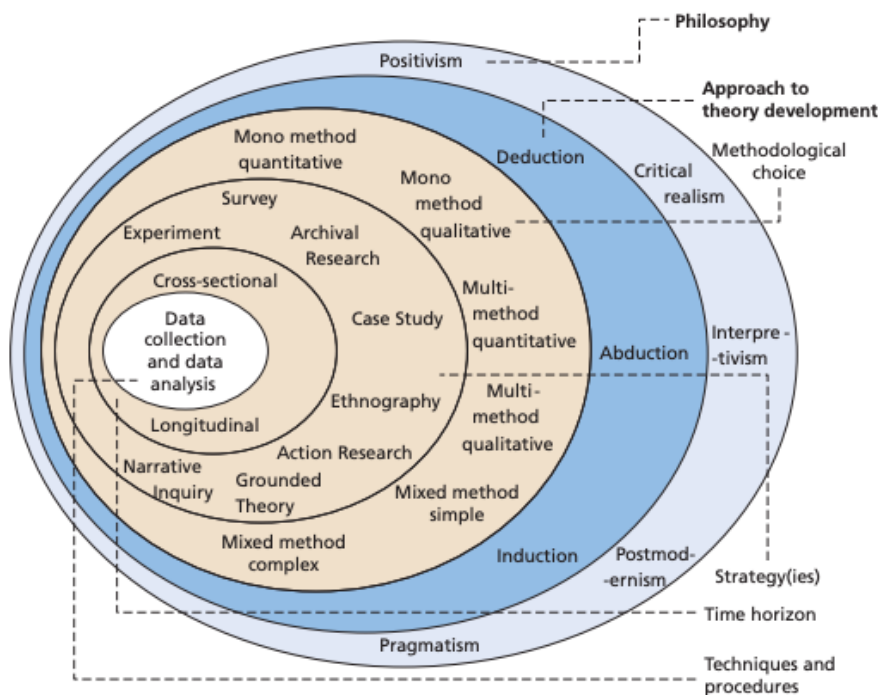 Philosophy
Positivism
Approach to
theory development
Deduction
Methodological
choice
Critical
realism
Mono method
quantitative
Mono
method
qualitative
Survey
Experiment
Archival
Research
Cross-sectional
Multi-
method
quantitative
Data
collection
and data
analysis
Case Study
Abduction
Interpre -
-tivism
Ethnography
Multi-
method
qualitative
Longitudinal
Action Research
Narrative
Inquiry
Grounded
Theory
Mixed method
simple
Mixed method
complex
Induction
Postmod-
-ernism
Strategy(ies)
Time horizon
Pragmatism
Techniques and
procedures